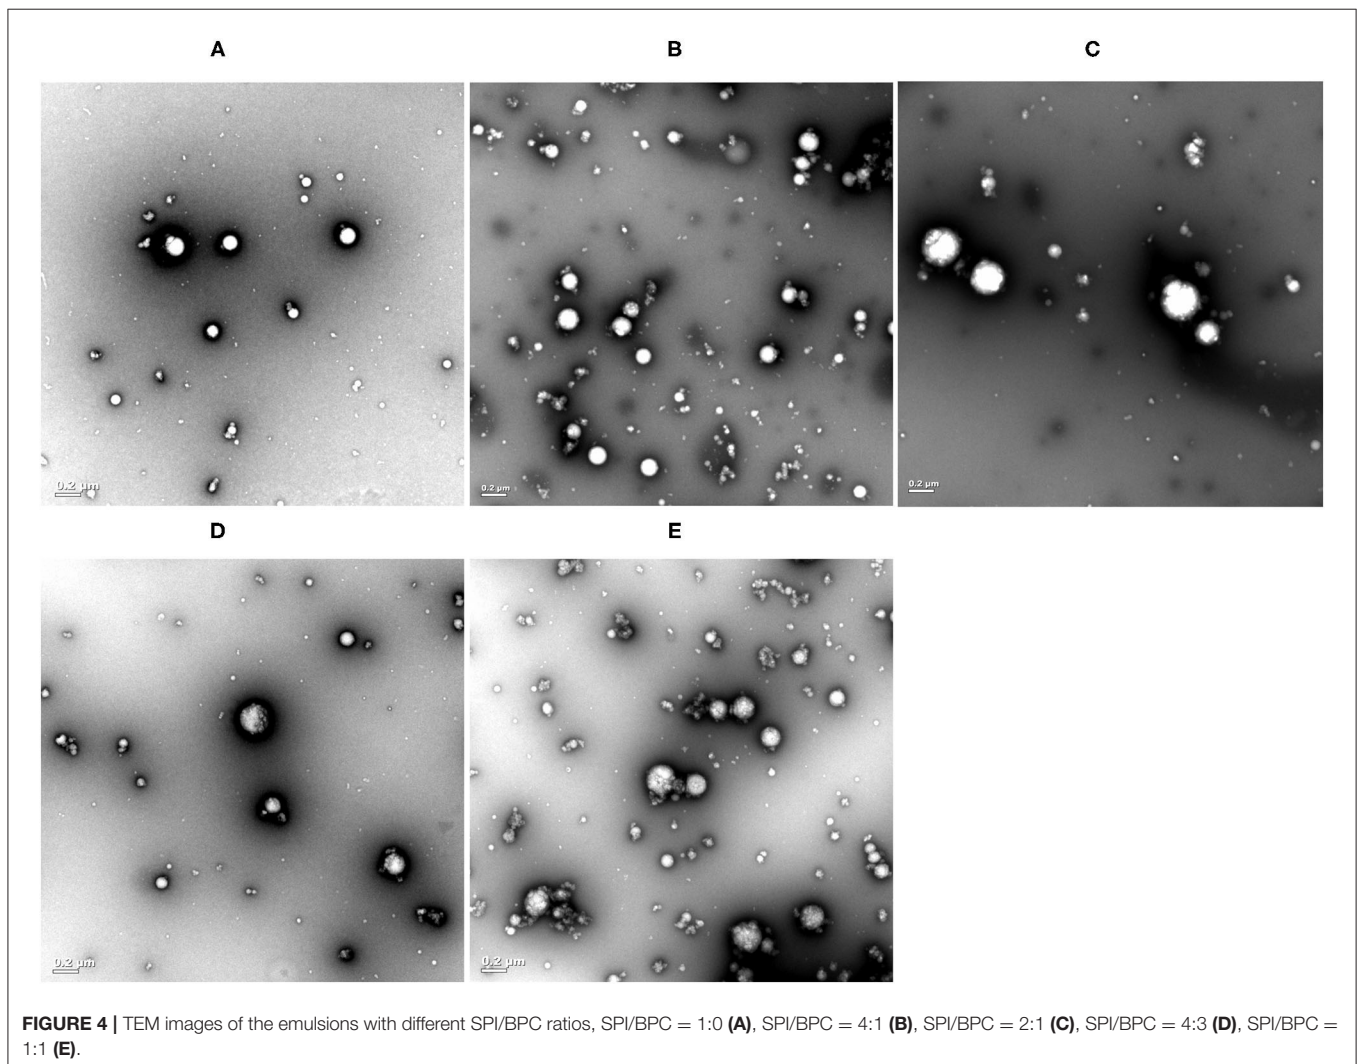 A B C
0.2 µm 0.2 µm 0.2 µm
D E
0.2 µm 0.2 µm
FIGURE 4 | TEM images of the emulsions with different SPI/BPC ratios, SPI/BPC = 1:0 (A), SPI/BPC = 4:1 (B), SPI/BPC = 2:1 (C), SPI/BPC = 4:3 (D), SPI/BPC =
1:1 (E).